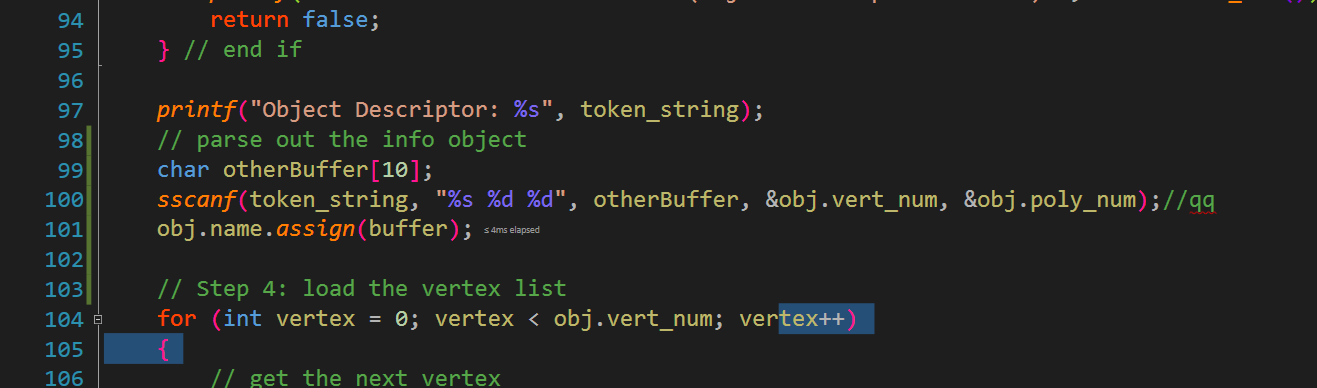 94 return false;
95 } // end if
96
97 printf("Object Descriptor: %s", token_string);
98 // parse out the info object
99 char otherBuffer[10];
100 sscanf(token_string, "%s %d %d", otherBuffer, &obj.vert_num, &obj.poly_num);//qq
101 obj.name.assign(buffer); ≤ 4ms elapsed
102
103 // Step 4: load the vertex list
104 for (int vertex = 0; vertex < obj.vert_num; vertex++)
105 {
106 // get the next vertex